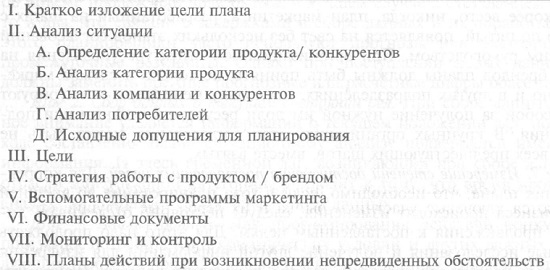 I. Краткое изложение цели плана
II. Анализ ситуации
А. Определение категории продукта/ конкурентов
Б. Анализ категории продукта
В. Анализ компании и конкурентов
Г. Анализ потребителей
Д. Исходные допущения для планирования
III. Цели
IV. Стратегия работы с продуктом / брендом
V. Вспомогательные программы маркетинга
VI. Финансовые документы
VII. Мониторинг и контроль
VIII. Планы действий при возникновении непредвиденных обстоятельств